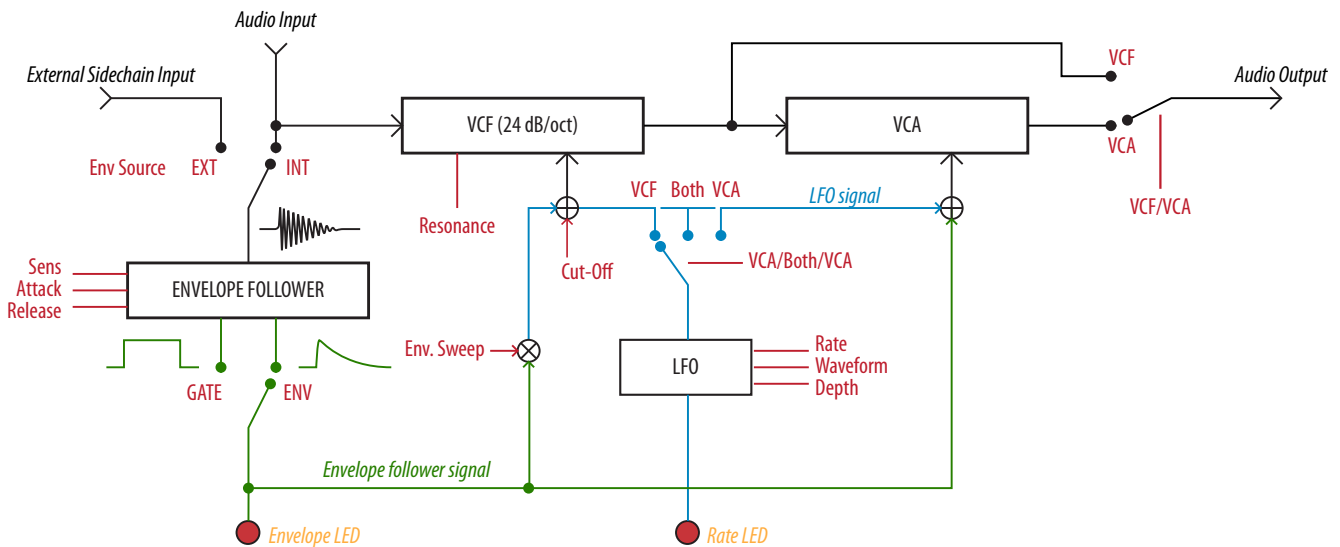 Audio Input
External Sidechain Input
VCF
Audio Output
VCF (24 dB/oct)
VCA
VCA
Env Source
EXT
INT
VCF
Both
VCA
LFO signal
VCF/VCA
Resonance
Cut-Off
VCA/Both/VCA
Sens
Attack
Release
ENVELOPE FOLLOWER
Env. Sweep
LFO
Rate
Waveform
Depth
GATE
ENV
Envelope follower signal
Envelope LED
Rate LED